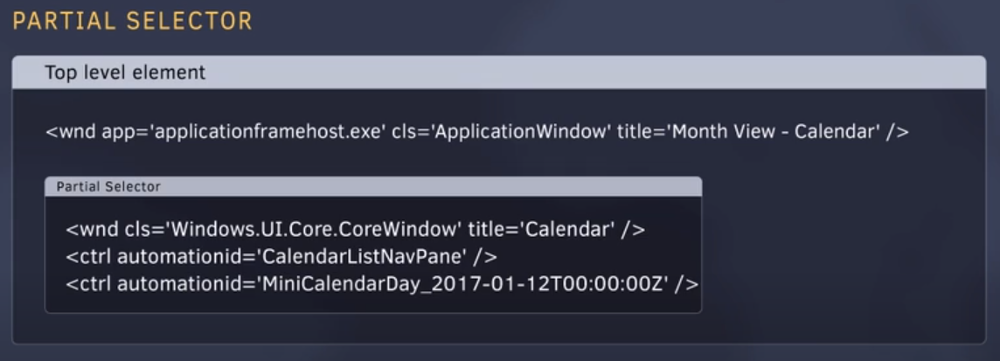 PARTIAL SELECTOR
Top level element
<wnd app='applicationframehost.exe' cls='ApplicationWindow' title='Month View - Calendar' />
Partial Selector
<wnd cls='Windows.UI.Core.CoreWindow' title='Calendar' />
<ctrl automationid='CalendarListNavPane' />
<ctrl automationid='MiniCalendarDay_2017-01-12T00:00:00Z' />